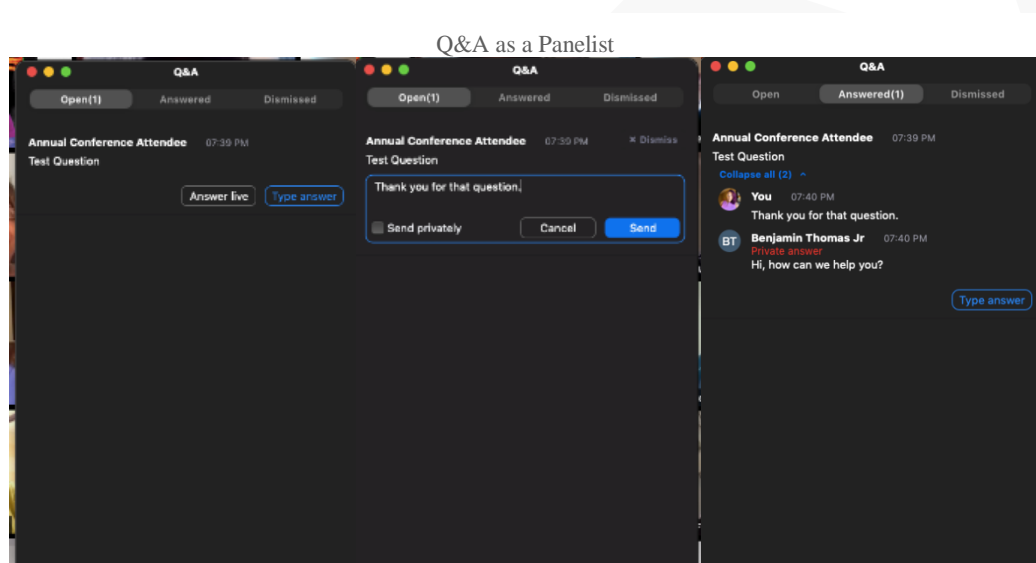 Q&A as a Panelist
Q&A
Open(1) Answered Dismissed
Annual Conference Attendee 07:39 PM
Test Question
Answer live Type answer
Q&A
Open(1) Answered Dismissed
Annual Conference Attendee 07:39 PM × Dismiss
Test Question
Thank you for that question.
Send privately Cancel Send
Q&A
Open Answered(1) Dismissed
Annual Conference Attendee 07:39 PM
Test Question
Collapse all (2)
You 07:40 PM
Thank you for that question.
BT Benjamin Thomas Jr 07:40 PM
Private answer
Hi, how can we help you?
Type answer